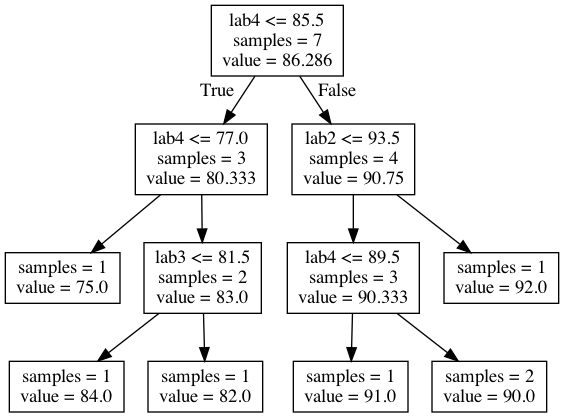 lab4 <= 85.5
samples = 7
value = 86.286
True
False
lab4 <= 77.0
samples = 3
value = 80.333
lab2 <= 93.5
samples = 4
value = 90.75
samples = 1
value = 75.0
lab3 <= 81.5
samples = 2
value = 83.0
lab4 <= 89.5
samples = 3
value = 90.333
samples = 1
value = 92.0
samples = 1
value = 84.0
samples = 1
value = 82.0
samples = 1
value = 91.0
samples = 2
value = 90.0